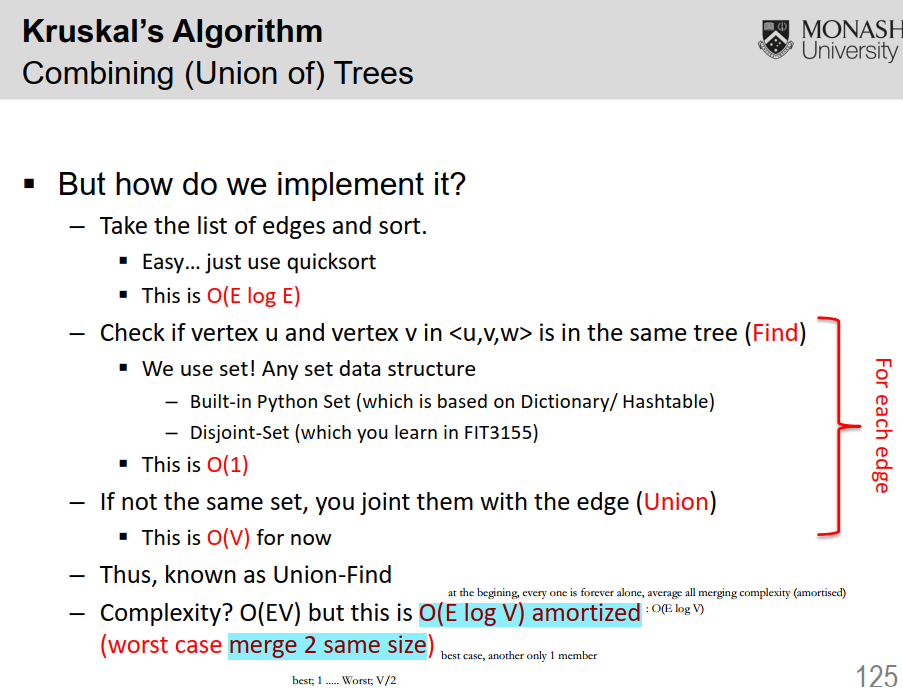 Kruskal's Algorithm
Combining (Union of) Trees
MONASH
University
▪ But how do we implement it?
– Take the list of edges and sort.
▪ Easy... just use quicksort
▪ This is O(E log E)
– Check if vertex u and vertex v in <u,v,w> is in the same tree (Find)
▪ We use set! Any set data structure
– Built-in Python Set (which is based on Dictionary/ Hashtable)
– Disjoint-Set (which you learn in FIT3155)
▪ This is O(1)
For each edge
– If not the same set, you joint them with the edge (Union)
▪ This is O(V) for now
– Thus, known as Union-Find
at the begining, every one is forever alone, average all merging complexity (amortised)
– Complexity? O(EV) but this is O(E log V) amortized : O(E log V)
(worst case merge 2 same size) best case, another only 1 member
best; 1 ..... Worst; V/2
125